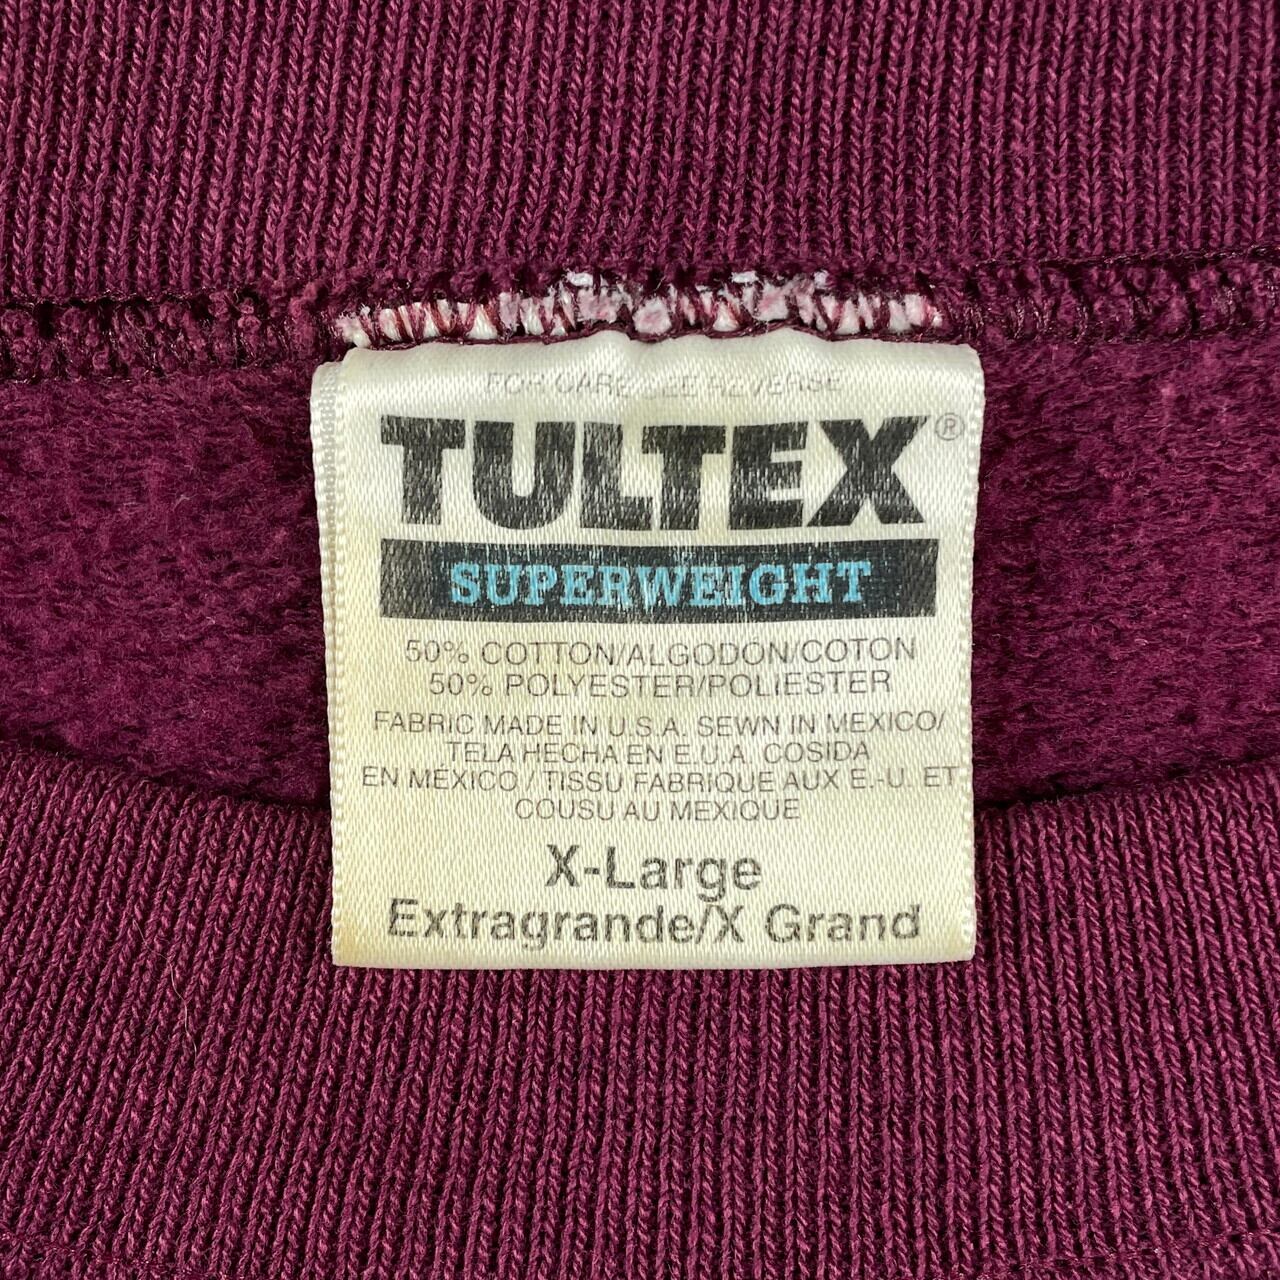 FOR CARE SEE REVERSE
TULTEX®
SUPERWEIGHT
50% COTTON/ALGODÓN/COTON
50% POLYESTER/POLIESTER
FABRIC MADE IN U.S.A. SEWN IN MEXICO/
TELA HECHA EN E.U.A. COSIDA
EN MÉXICO / TISSU FABRIQUE AUX E.-U. ET
COUSU AU MEXIQUE
X-Large
Extragrande/X Grand